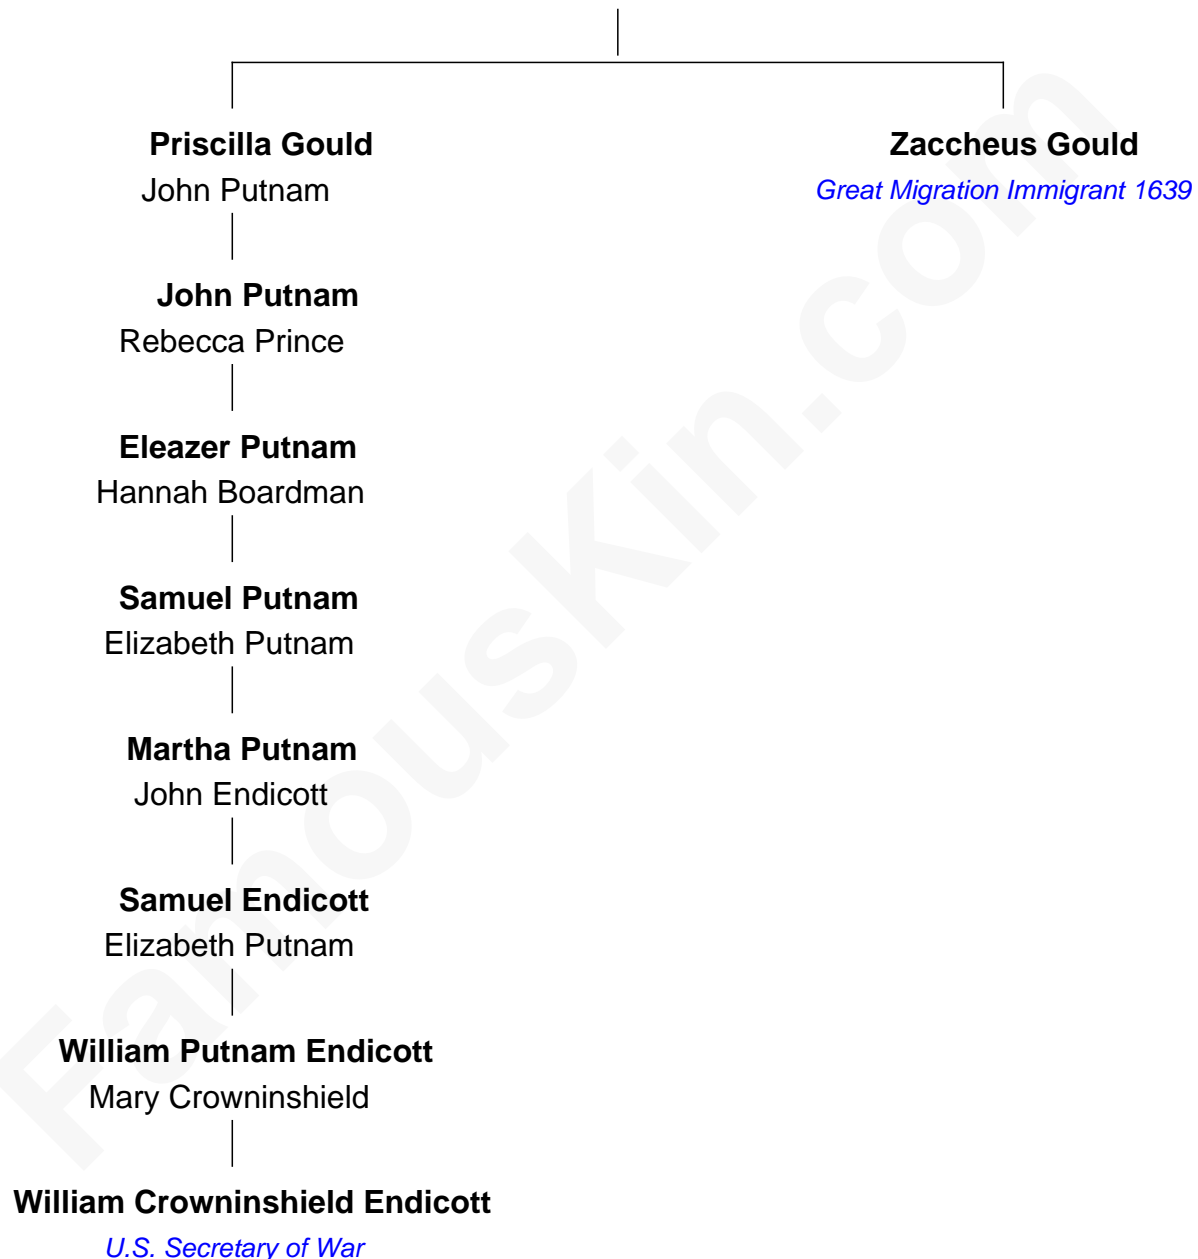 Priscilla Gould
John Putnam
Zaccheus Gould
Great Migration Immigrant 1639
John Putnam
Rebecca Prince
Eleazer Putnam
Hannah Boardman
Samuel Putnam
Elizabeth Putnam
Martha Putnam
John Endicott
Samuel Endicott
Elizabeth Putnam
William Putnam Endicott
Mary Crowninshield
William Crowninshield Endicott
U.S. Secretary of War
FamousKin.com